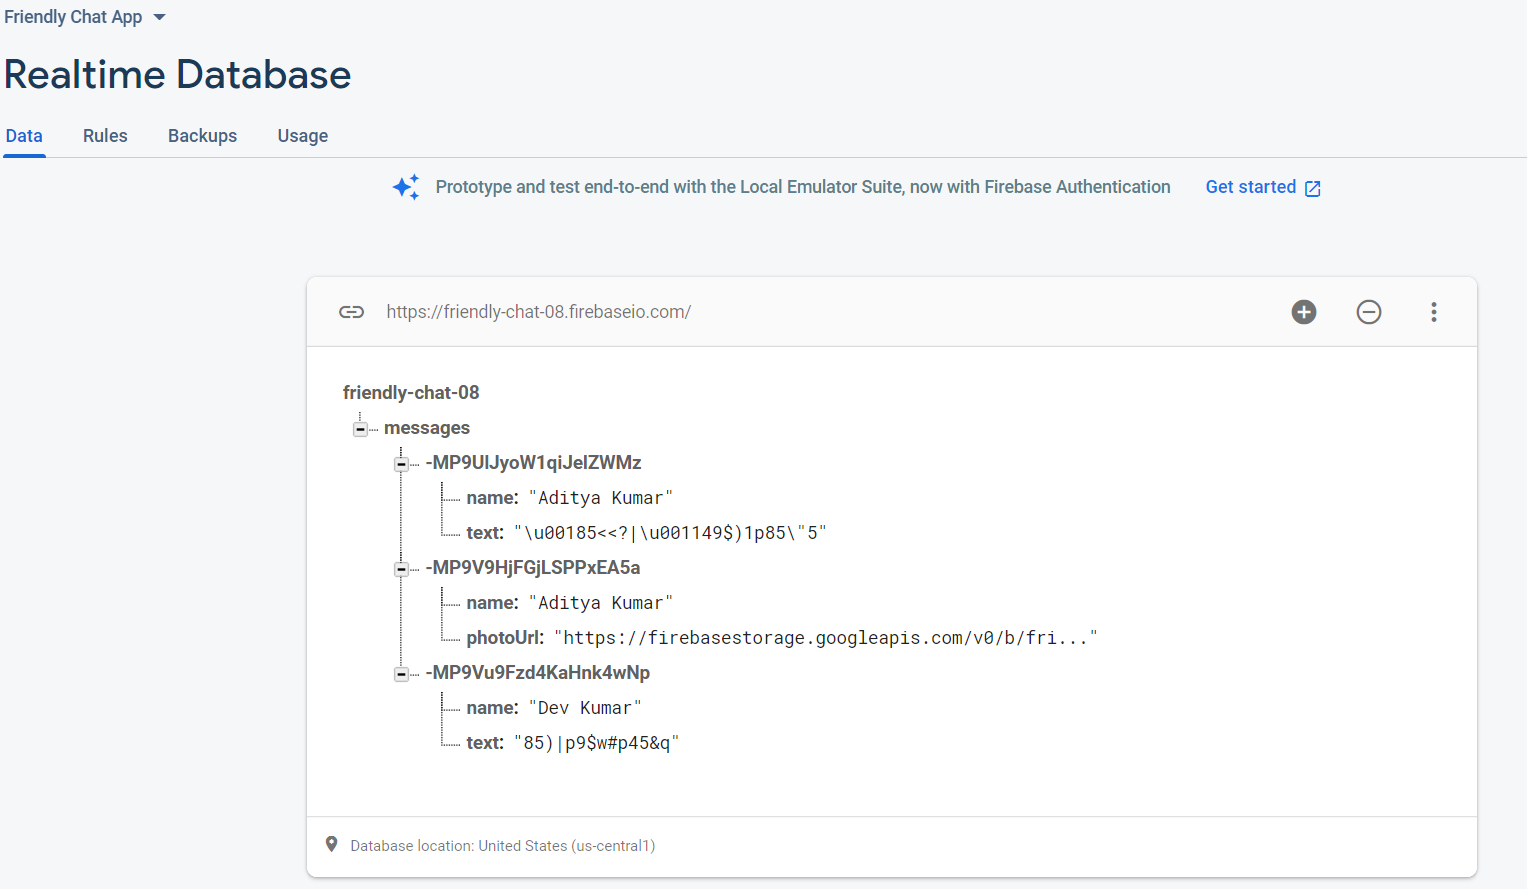 Friendly Chat App
Realtime Database
Data Rules Backups Usage
Prototype and test end-to-end with the Local Emulator Suite, now with Firebase Authentication Get started
https://friendly-chat-08.firebaseio.com/
friendly-chat-08
messages
-MP9UlJyoW1qiJelZWMz
name: "Aditya Kumar"
text: "\u00185<<?|\u001149$)1p85\"5"
-MP9V9HjFGjLSPPxEA5a
name: "Aditya Kumar"
photoUrl: "https://firebasestorage.googleapis.com/v0/b/fri..."
-MP9Vu9Fzd4KaHnk4wNp
name: "Dev Kumar"
text: "85)|p9$w#p45&q"
Database location: United States (us-central1)